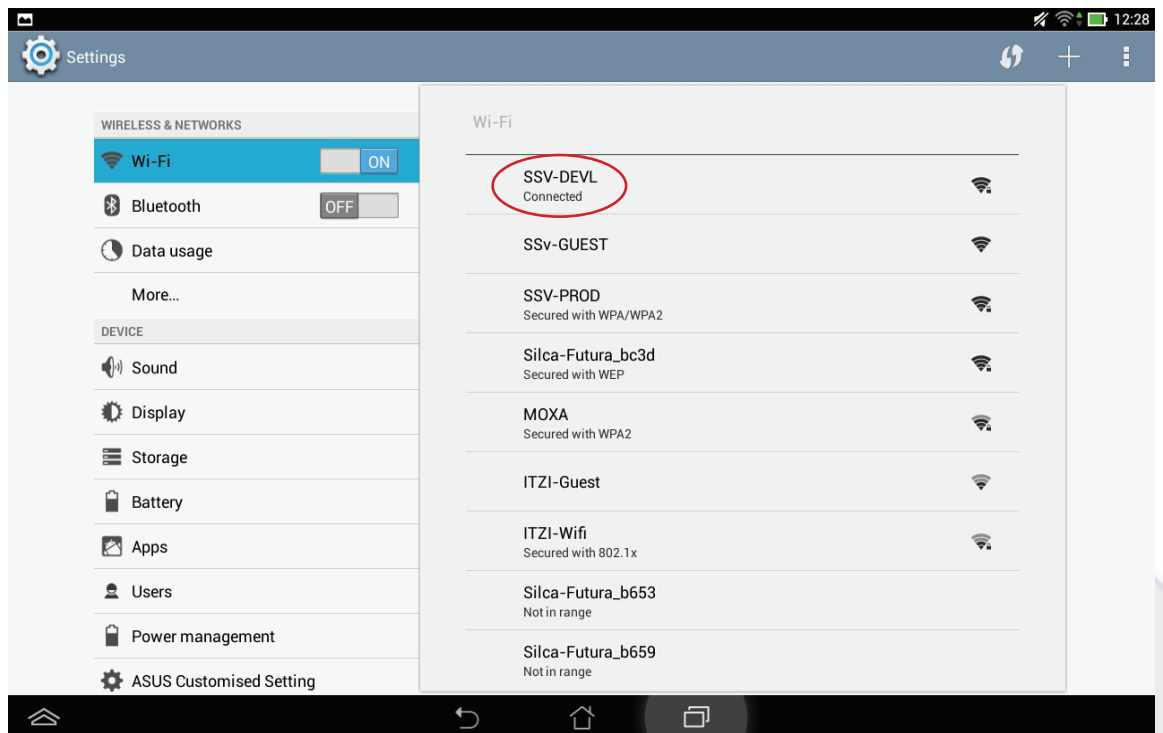 12:28
Settings
WIRELESS & NETWORKS
Wi-Fi ON
Bluetooth OFF
Data usage
More...
DEVICE
Sound
Display
Storage
Battery
Apps
Users
Power management
ASUS Customised Setting
Wi-Fi
SSV-DEVL
Connected
SSv-GUEST
SSV-PROD
Secured with WPA/WPA2
Silca-Futura_bc3d
Secured with WEP
MOXA
Secured with WPA2
ITZI-Guest
ITZI-Wifi
Secured with 802.1x
Silca-Futura_b653
Not in range
Silca-Futura_b659
Not in range